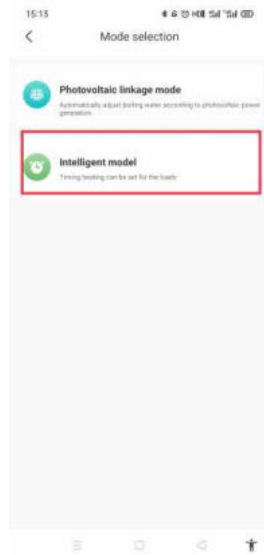 15:15
Mode selection
Photovoltaic linkage mode
Automatically adjust boiling water according to photovoltaic power
generation
Intelligent model
Timing heating can be set for the loads